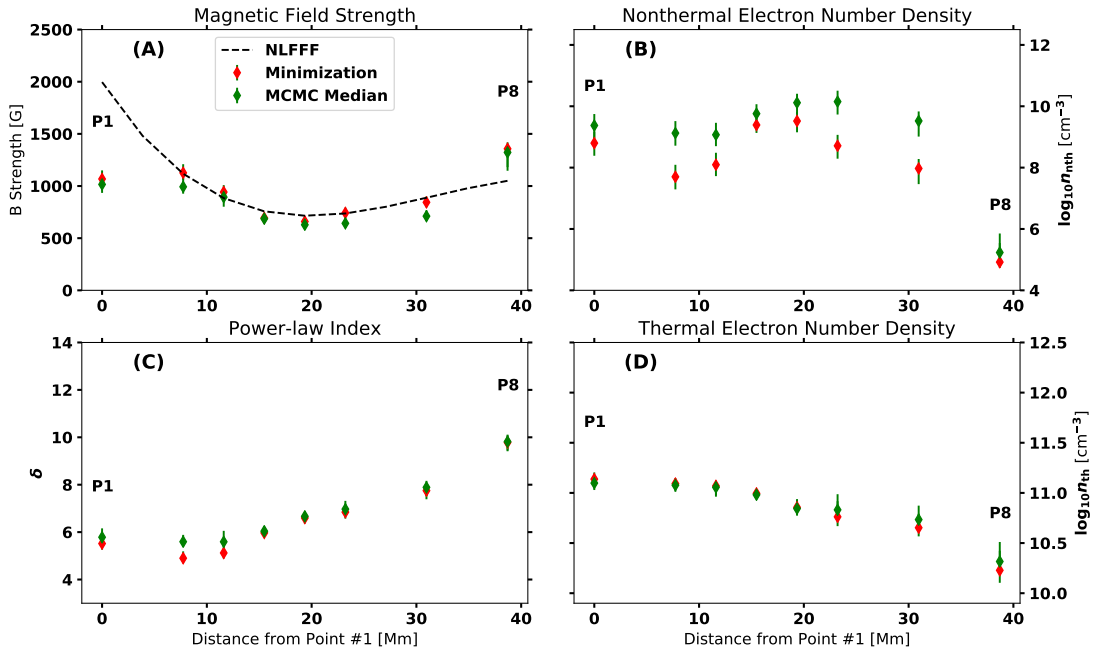 Magnetic Field Strength
(A)
NLFFF
Minimization
MCMC Median
P1
P8
B Strength [G]
2500
2000
1500
1000
500
0
0 10 20 30 40
Nonthermal Electron Number Density
(B)
P1
P8
12
10
8
6
4
log₁₀n_nth [cm⁻³]
0 10 20 30 40
Power-law Index
(C)
P1
P8
δ
14
12
10
8
6
4
0 10 20 30 40
Distance from Point #1 [Mm]
Thermal Electron Number Density
(D)
P1
P8
12.5
12.0
11.5
11.0
10.5
10.0
log₁₀n_th [cm⁻³]
0 10 20 30 40
Distance from Point #1 [Mm]